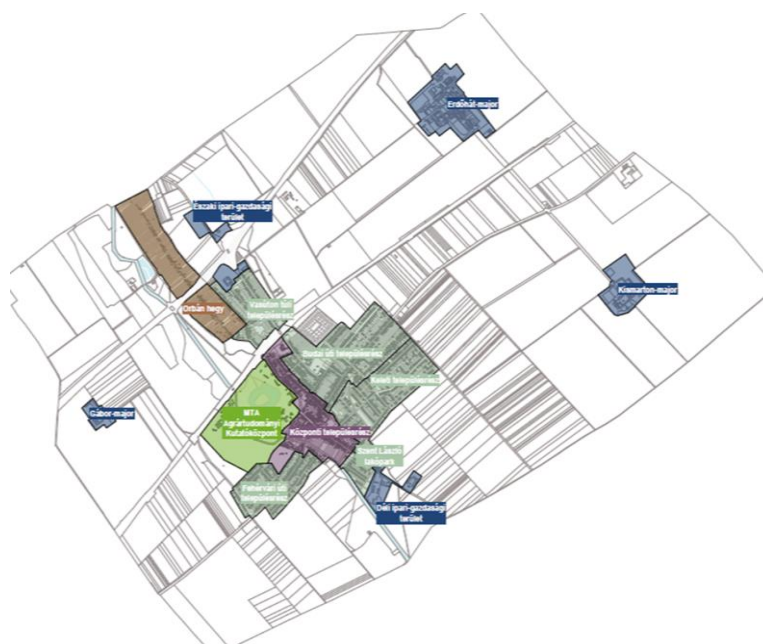 Erdőhát-major
Északi ipari-gazdasági
terület
Kismarton-major
Orbán hegy
Vasúton túli
településrész
Budai úti településrész
Keleti településrész
Gábor-major
MTA
Agrártudományi
Kutatóközpont
Központi településrész
Szent László
lakópark
Fehérvári úti
településrész
Déli ipari-gazdasági
terület